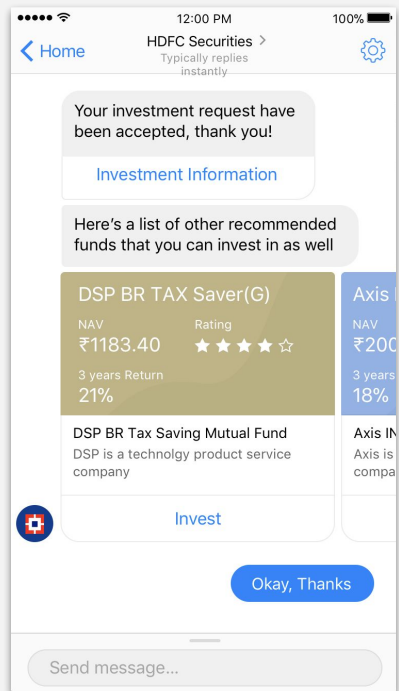 12:00 PM
100%
Home
HDFC Securities
Typically replies
instantly
Your investment request have
been accepted, thank you!
Investment Information
Here's a list of other recommended
funds that you can invest in as well
DSP BR TAX Saver(G)
NAV
Rating
₹1183.40
3 years Return
21%
DSP BR Tax Saving Mutual Fund
DSP is a technolgy product service
company
Invest
Axis
NAV
₹200
3 years
18%
Axis IN
Axis is
compa
Okay, Thanks
Send message...